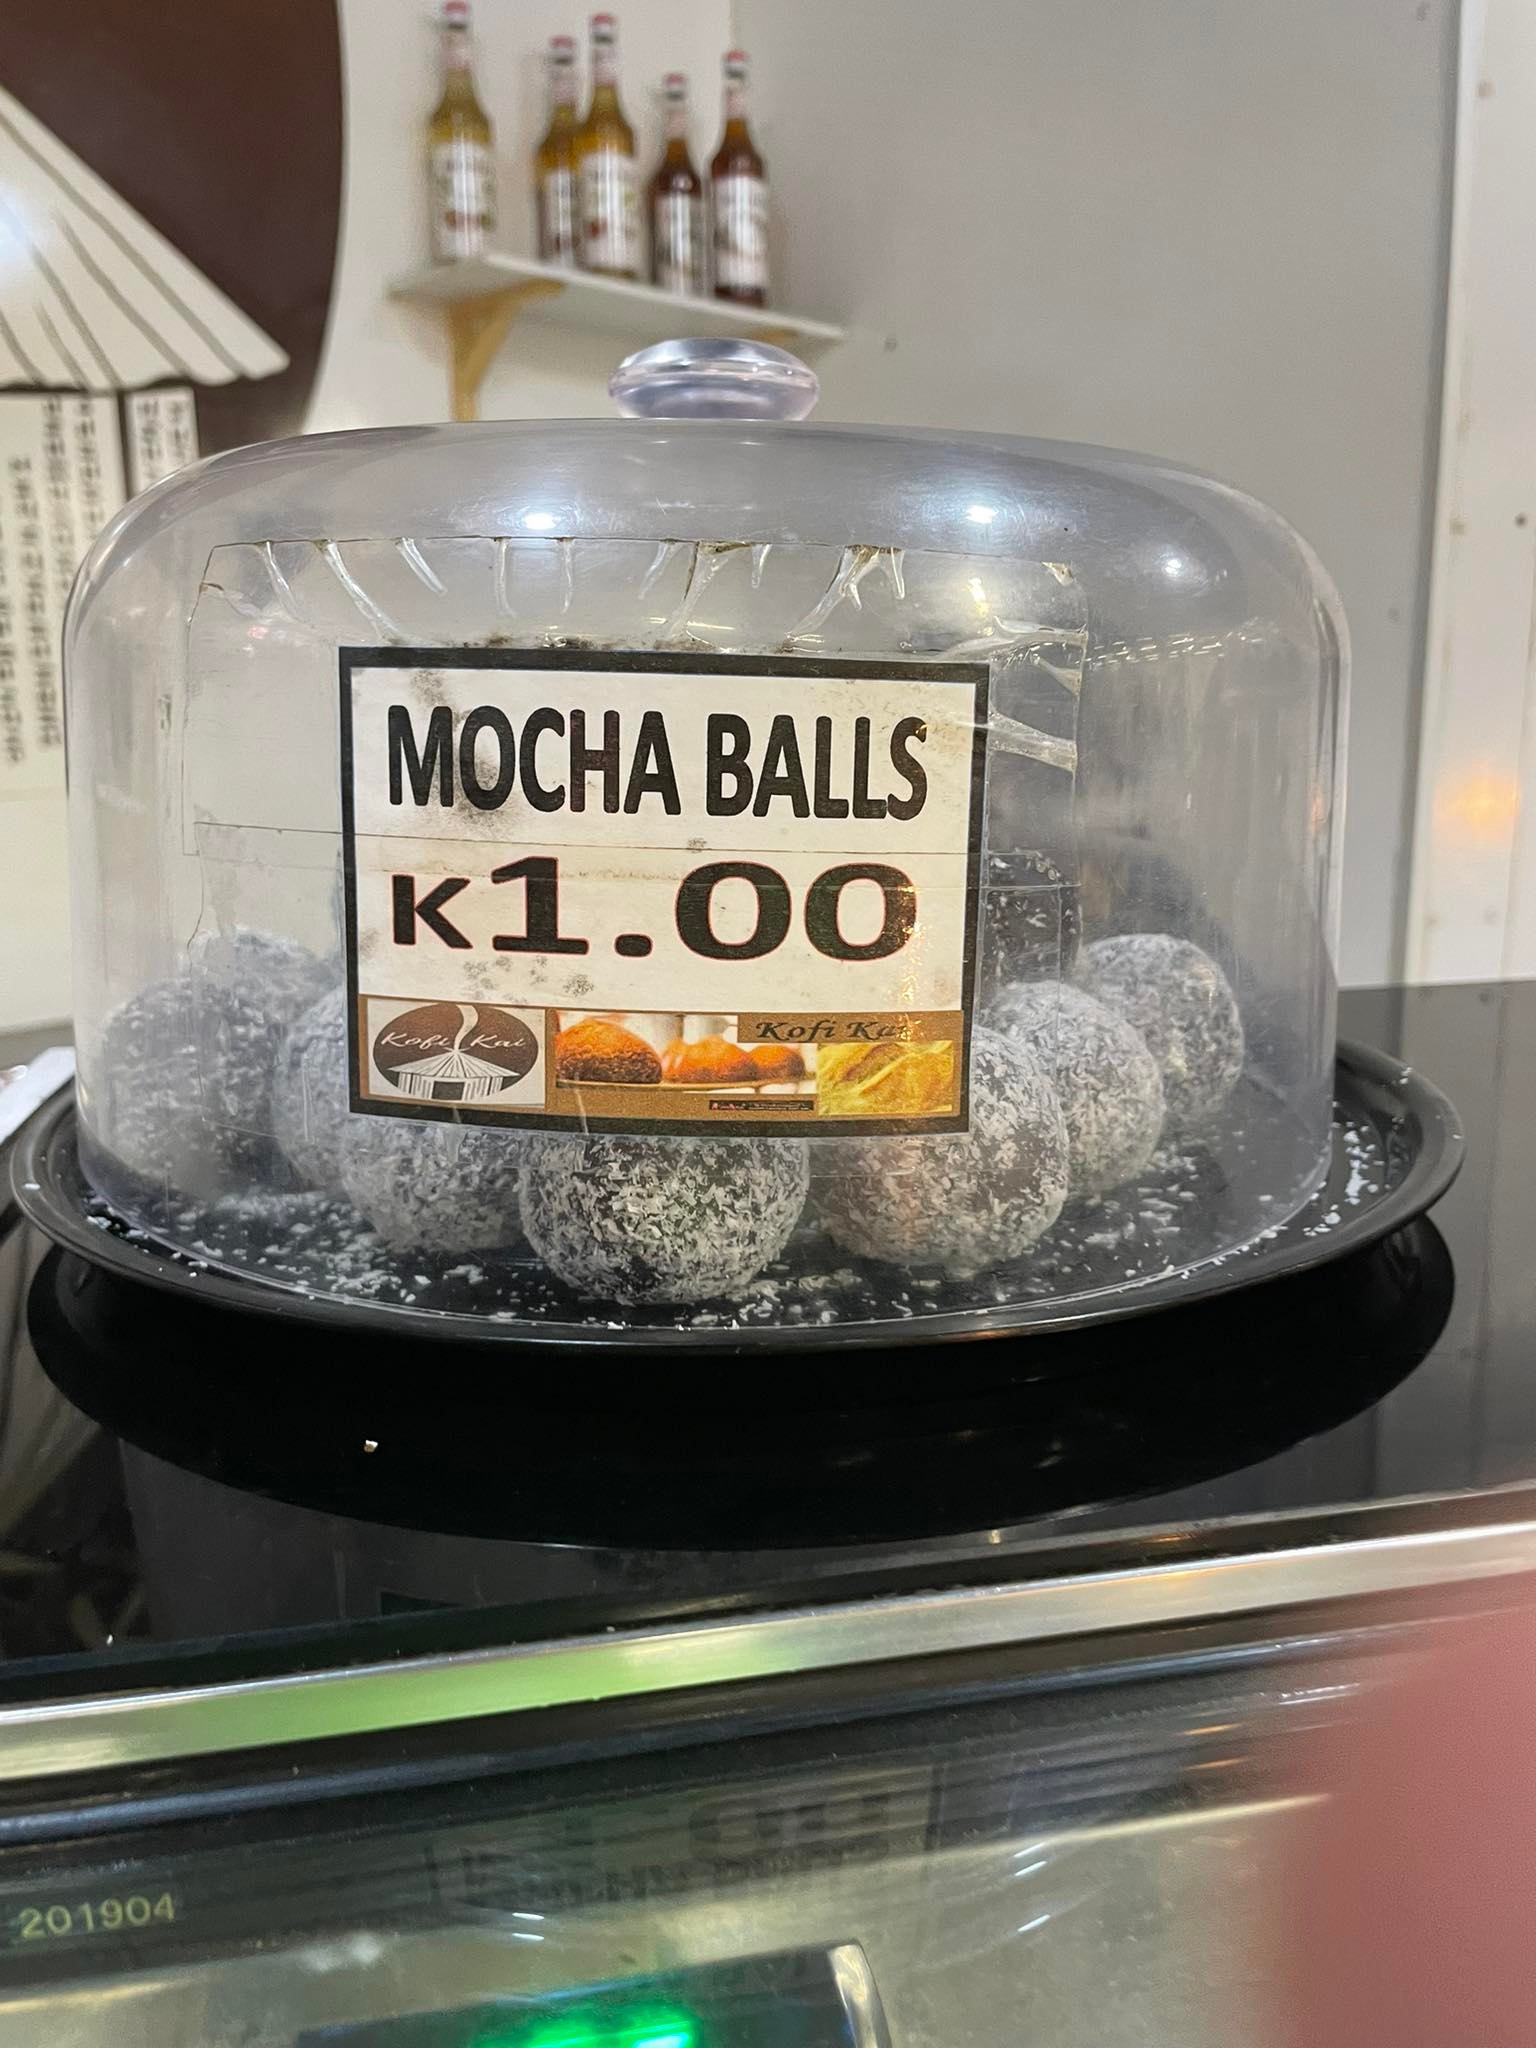 MOCHA BALLS
K1.00
Kofi Kai
Kofi Kai
201904